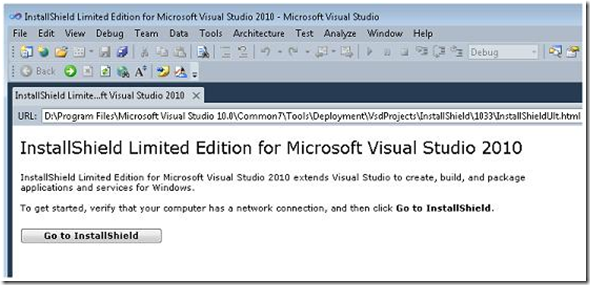 InstallShield Limited Edition for Microsoft Visual Studio 2010 - Microsoft Visual Studio
File Edit View Debug Team Data Tools Architecture Test Analyze Window Help
Debug
Back
InstallShield Limite...ft Visual Studio 2010
URL: D:\Program Files\Microsoft Visual Studio 10.0\Common7\Tools\Deployment\VsdProjects\InstallShield\1033\InstallShieldUlt.html
InstallShield Limited Edition for Microsoft Visual Studio 2010
InstallShield Limited Edition for Microsoft Visual Studio 2010 extends Visual Studio to create, build, and package
applications and services for Windows.
To get started, verify that your computer has a network connection, and then click Go to InstallShield.
Go to InstallShield